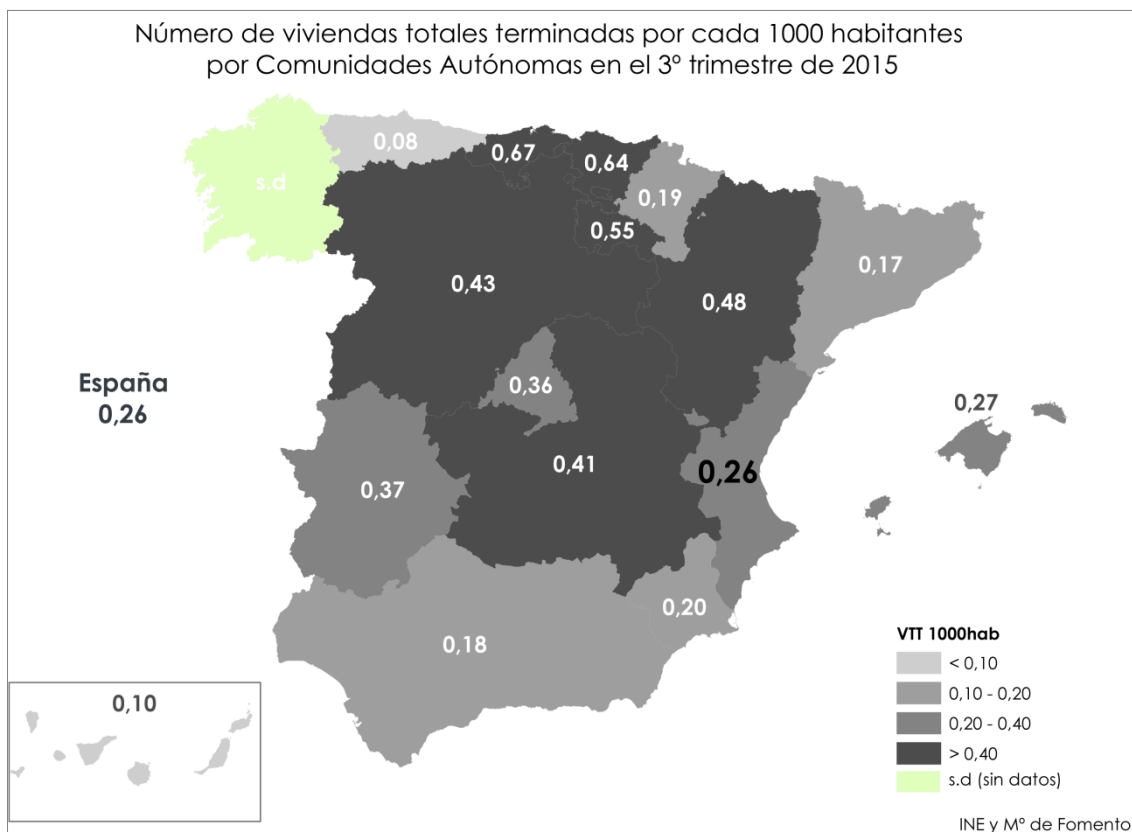 Número de viviendas totales terminadas por cada 1000 habitantes
por Comunidades Autónomas en el 3º trimestre de 2015
0,08
0,67
0,64
s.d
0,19
0,55
0,17
0,43
0,48
España
0,26
0,36
0,27
0,41
0,26
0,37
0,20
0,18
VTT 1000hab
< 0,10
0,10 - 0,20
0,20 - 0,40
> 0,40
s.d (sin datos)
0,10
INE y Mº de Fomento